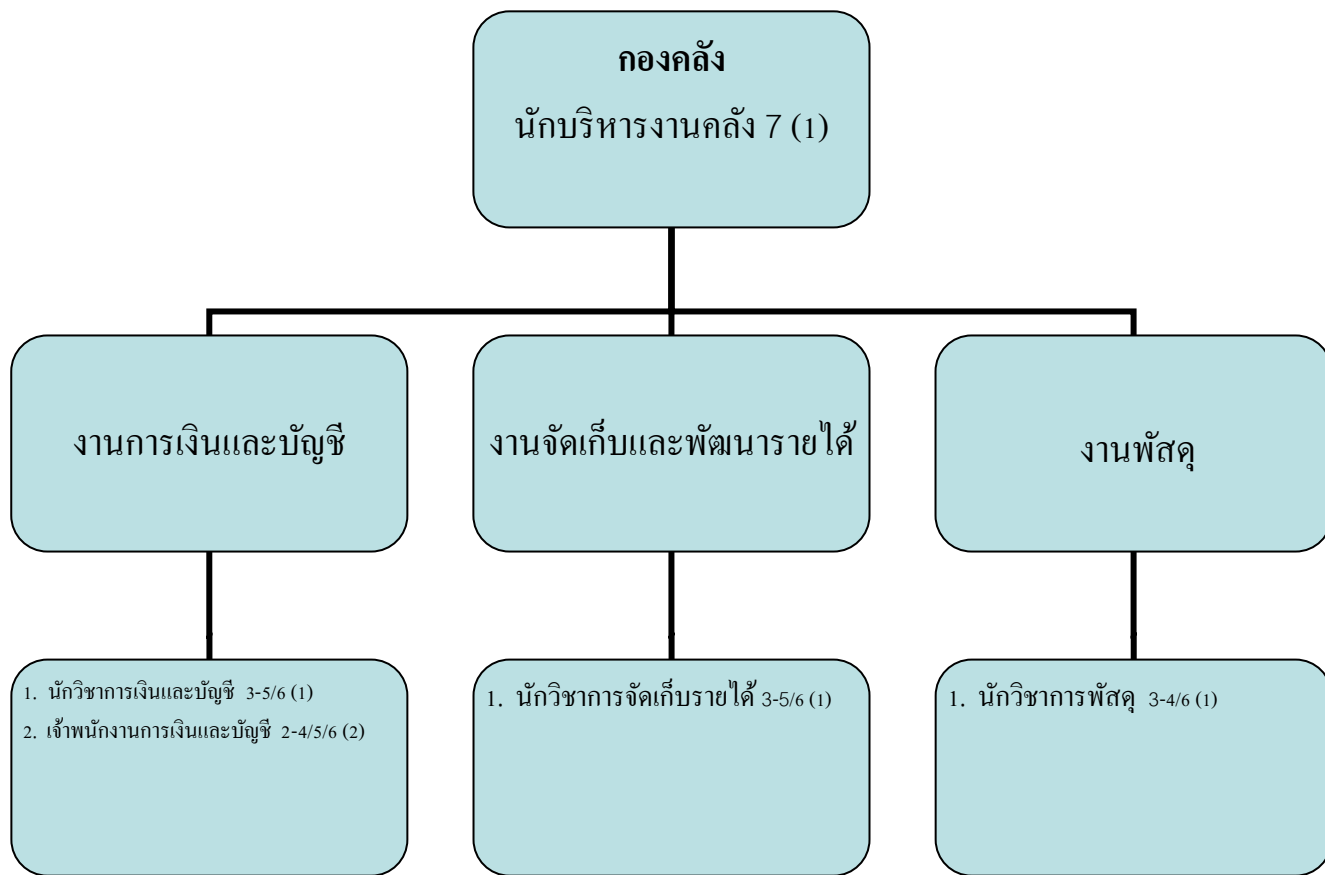 กองคลัง
นักบริหารงานคลัง 7 (1)
งานการเงินและบัญชี
งานจัดเก็บและพัฒนารายได้
งานพัสดุ
1. นักวิชาการเงินและบัญชี 3-5/6 (1)
2. เจ้าพนักงานการเงินและบัญชี 2-4/5/6 (2)
1. นักวิชาการจัดเก็บรายได้ 3-5/6 (1)
1. นักวิชาการพัสดุ 3-4/6 (1)